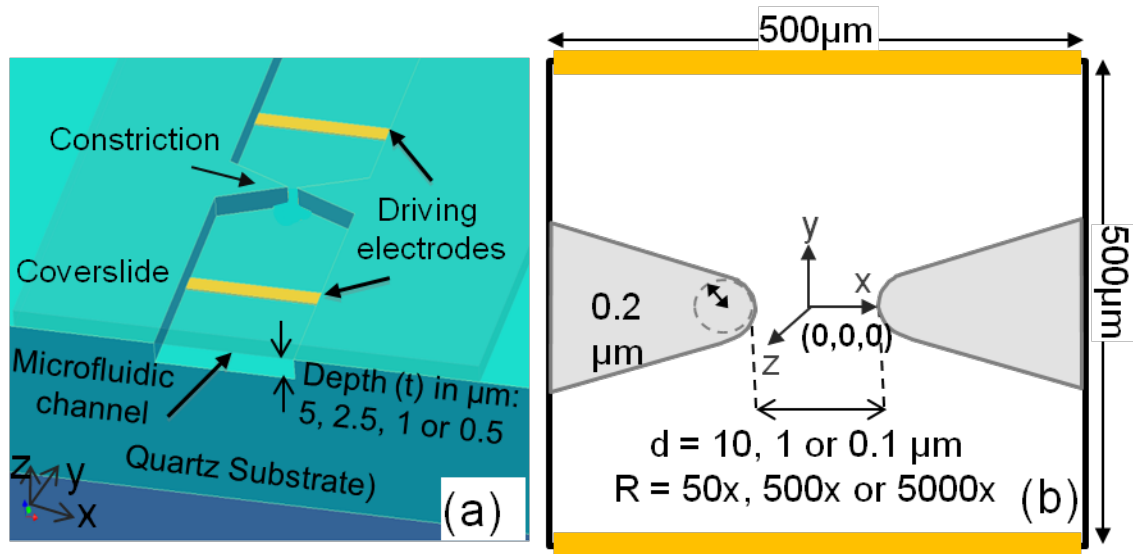 Constriction
Driving
electrodes
Coverslide
Microfluidic
channel
Depth (t) in µm:
5, 2.5, 1 or 0.5
Quartz Substrate)
z
y
x
(a)
500µm
500µm
y
x
z
(0,0,0)
0.2
µm
d = 10, 1 or 0.1 µm
R = 50x, 500x or 5000x
(b)